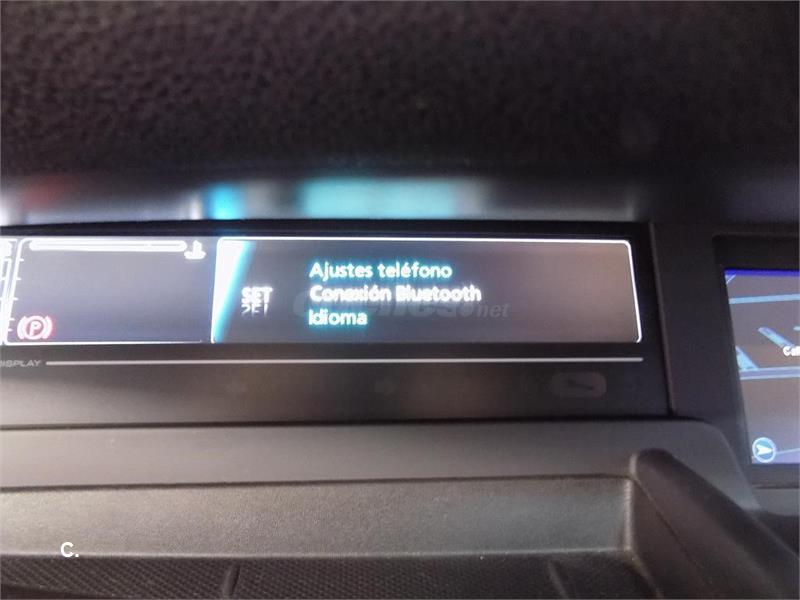 Ajustes teléfono
SET
Conexión Bluetooth
Idioma
P
DISPLAY
C.